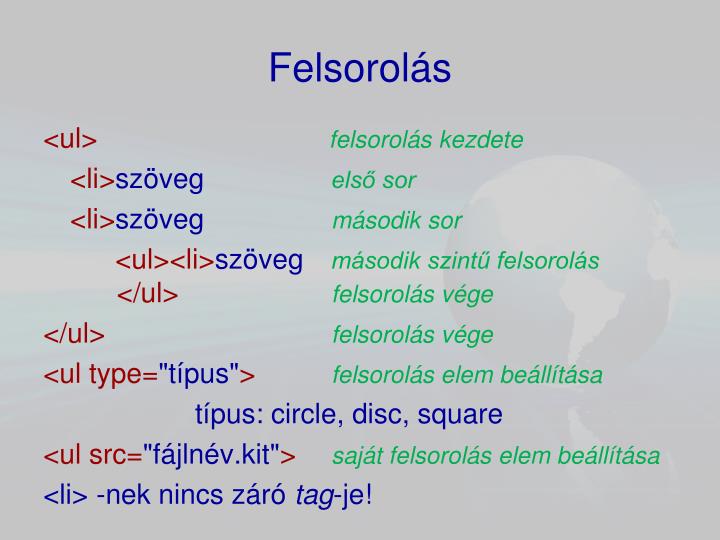 Felsorolás
<ul> felsorolás kezdete
<li>szöveg első sor
<li>szöveg második sor
<ul><li>szöveg második szintű felsorolás
</ul> felsorolás vége
</ul> felsorolás vége
<ul type="típus"> felsorolás elem beállítása
típus: circle, disc, square
<ul src="fájlnév.kit"> saját felsorolás elem beállítása
<li> -nek nincs záró tag-je!